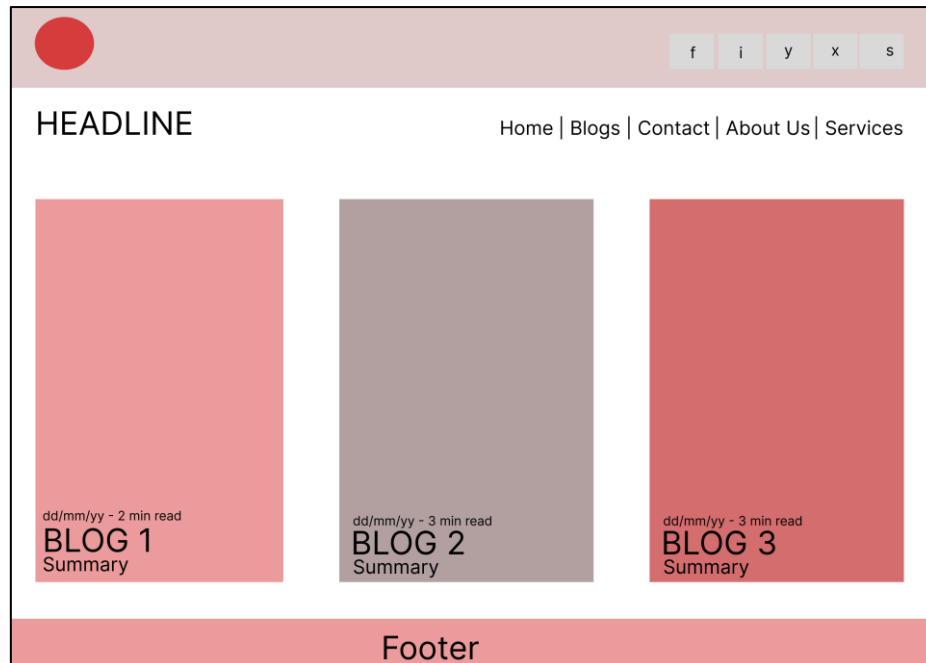 f i y x s
HEADLINE
Home | Blogs | Contact | About Us | Services
dd/mm/yy - 2 min read
BLOG 1
Summary
dd/mm/yy - 3 min read
BLOG 2
Summary
dd/mm/yy - 3 min read
BLOG 3
Summary
Footer